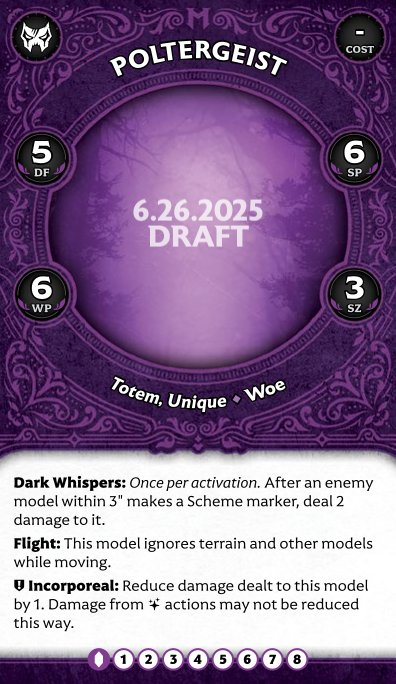 POLTERGEIST
-
COST
5
DF
6
SP
6.26.2025
DRAFT
6
WP
3
SZ
Totem, Unique ♦ Woe
Dark Whispers: Once per activation. After an enemy
model within 3" makes a Scheme marker, deal 2
damage to it.
Flight: This model ignores terrain and other models
while moving.
Incorporeal: Reduce damage dealt to this model
by 1. Damage from actions may not be reduced
this way.
1 2 3 4 5 6 7 8